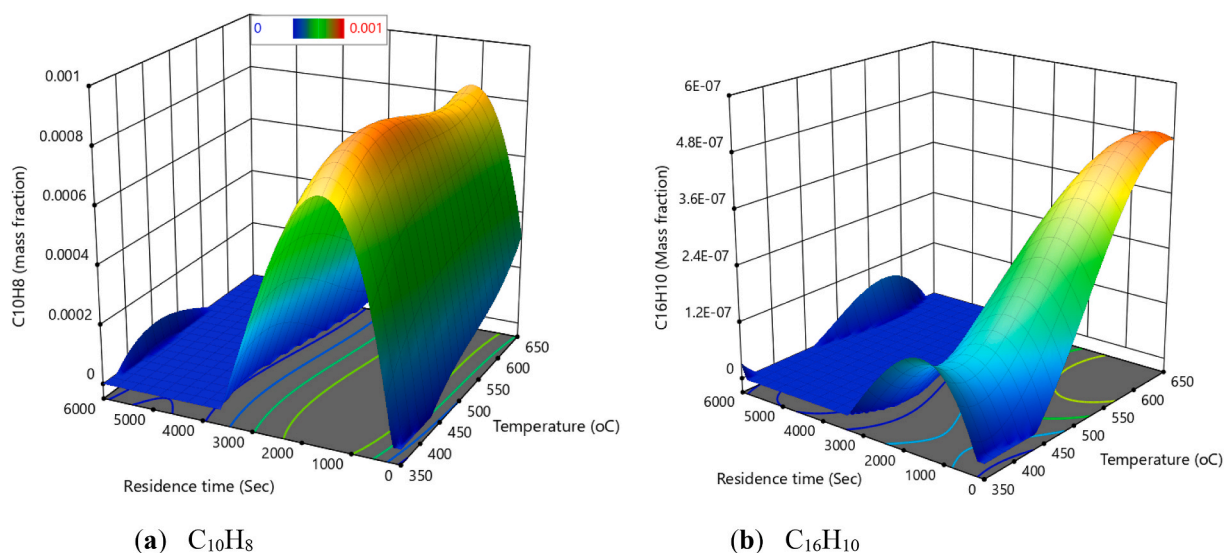 0 0.001
0.001
0.0008
0.0006
0.0004
0.0002
0
C10H8 (mass fraction)
6000
5000
4000
3000
2000
1000
0
Residence time (Sec)
350
400
450
500
550
600
650
Temperature (oC)
(a) C₁₀H₈
6E-07
4.8E-07
3.6E-07
2.4E-07
1.2E-07
0
C16H10 (Mass fraction)
6000
5000
4000
3000
2000
1000
0
Residence time (Sec)
350
400
450
500
550
600
650
Temperature (oC)
(b) C₁₆H₁₀